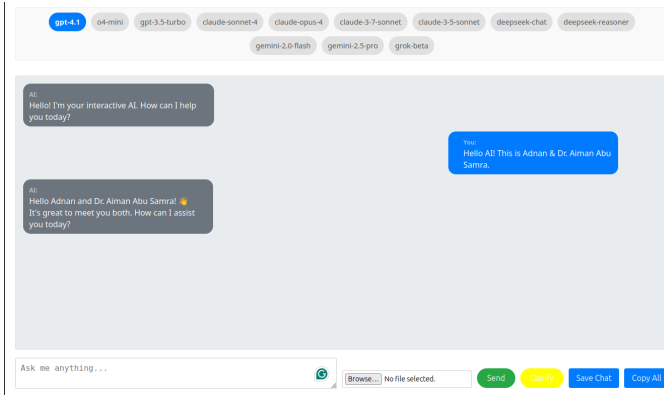 gpt-4.1 o4-mini gpt-3.5-turbo claude-sonnet-4 claude-opus-4 claude-3-7-sonnet claude-3-5-sonnet deepseek-chat deepseek-reasoner
gemini-2.0-flash gemini-2.5-pro grok-beta
AI:
Hello! I'm your interactive AI. How can I help
you today?
You:
Hello AI! This is Adnan & Dr. Aiman Abu
Samra.
AI:
Hello Adnan and Dr. Aiman Abu Samra! 👋
It's great to meet you both. How can I assist
you today?
Ask me anything...
Browse... No file selected. Send Save Chat Copy All